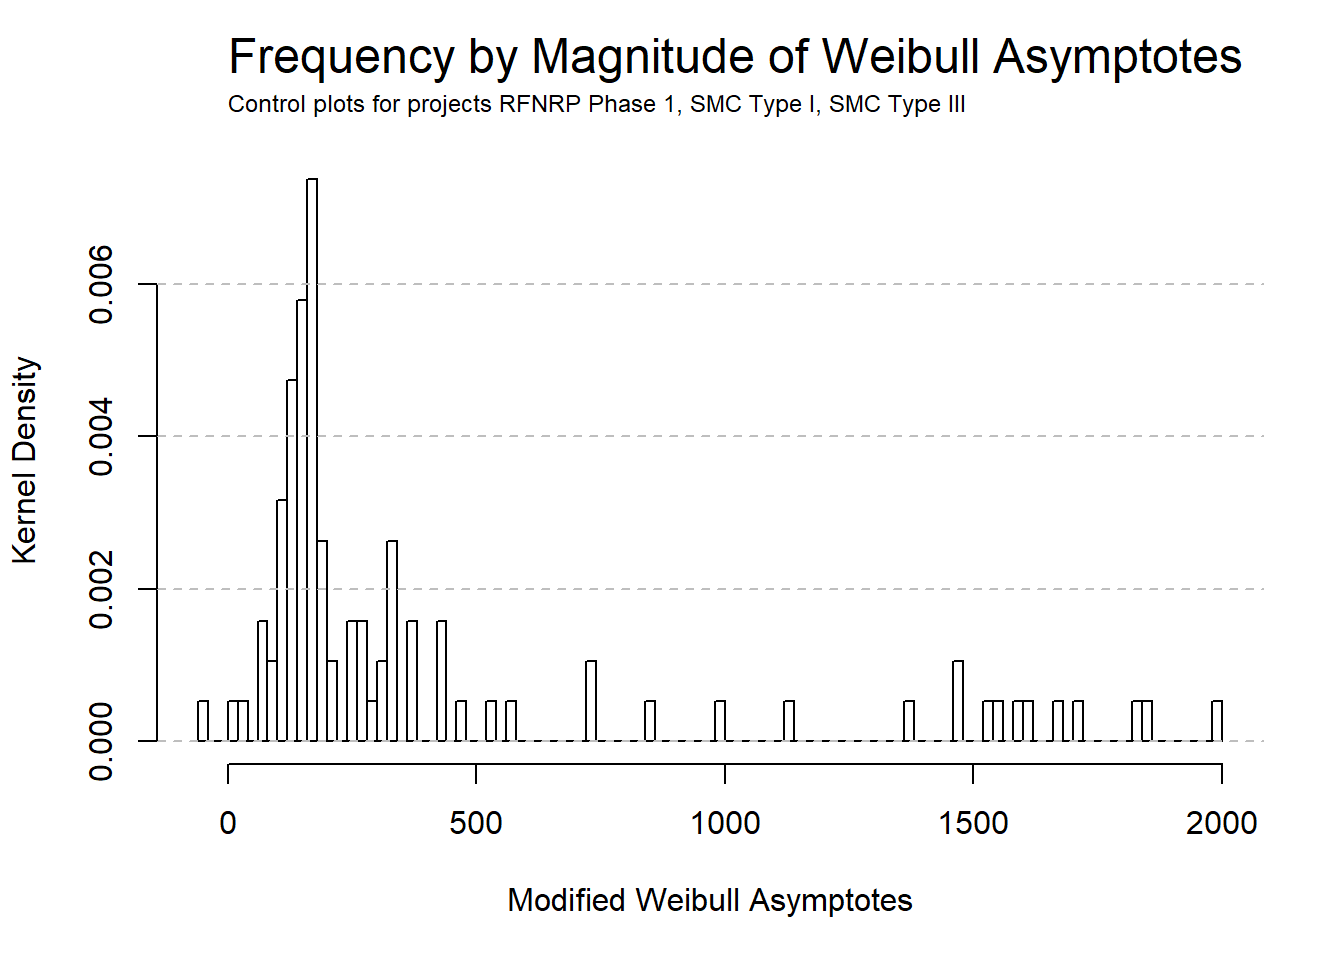 Frequency by Magnitude of Weibull Asymptotes
Control plots for projects RFNRP Phase 1, SMC Type I, SMC Type III
Kernel Density
0.006
0.004
0.002
0.000
0 500 1000 1500 2000
Modified Weibull Asymptotes